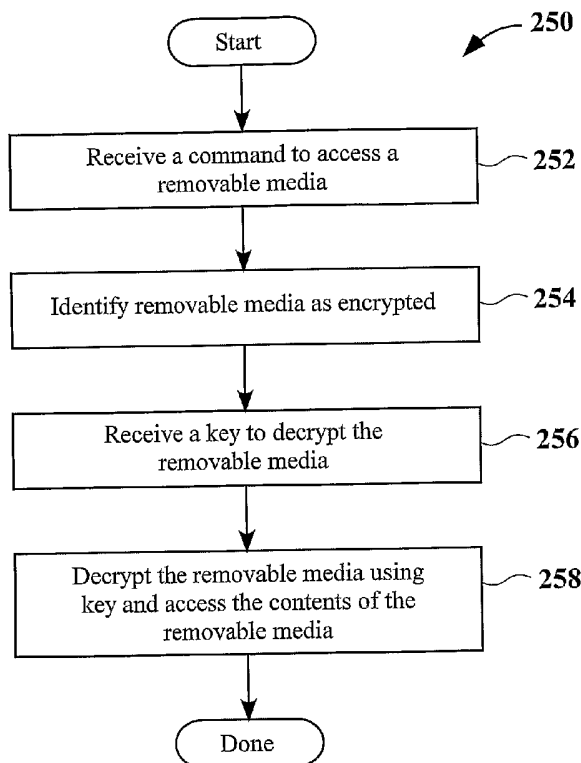 Start
250
Receive a command to access a
removable media
252
Identify removable media as encrypted
254
Receive a key to decrypt the
removable media
256
Decrypt the removable media using
key and access the contents of the
removable media
258
Done